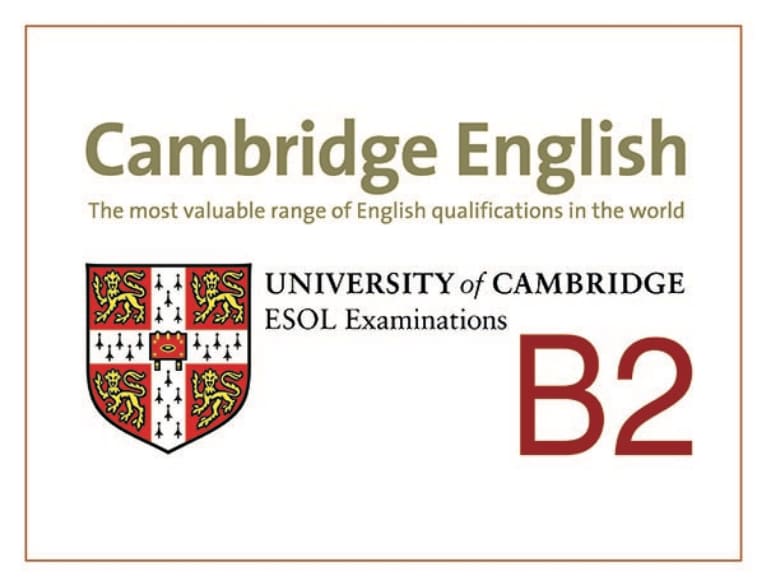 Cambridge English
The most valuable range of English qualifications in the world
UNIVERSITY of CAMBRIDGE
ESOL Examinations
B2